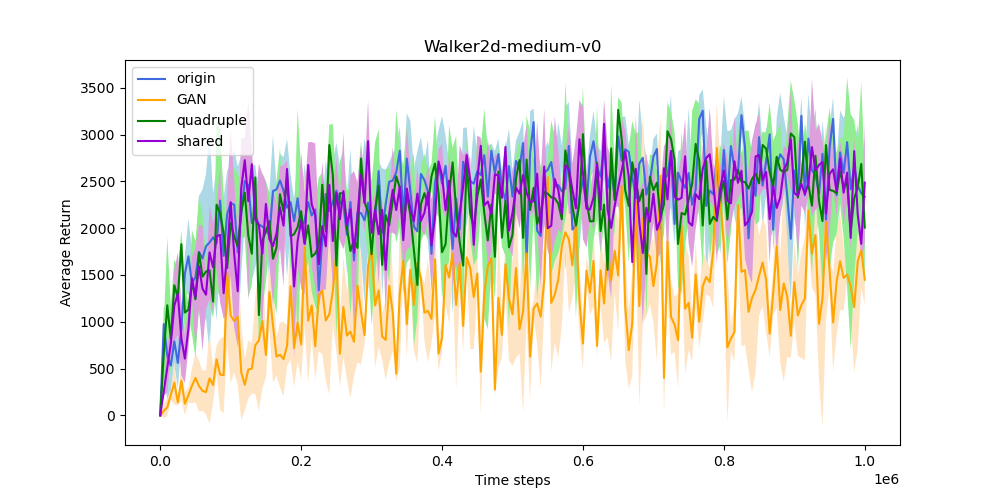 Walker2d-medium-v0
origin
GAN
quadruple
shared
Average Return
3500
3000
2500
2000
1500
1000
500
0
0.0 0.2 0.4 0.6 0.8 1.0
1e6
Time steps